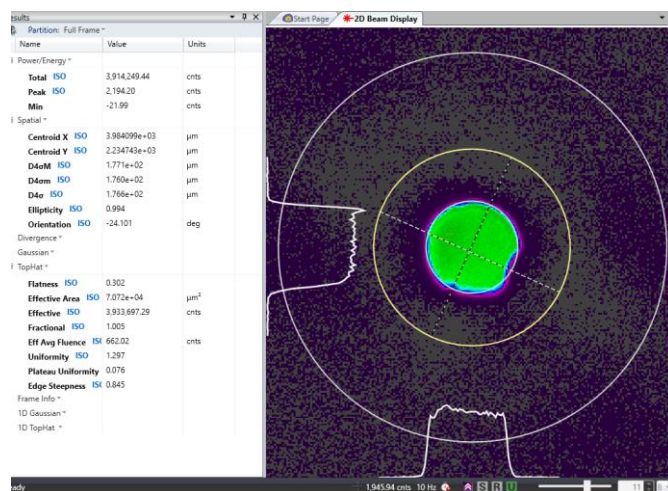 esults
Partition: Full Frame
Name Value Units
Power/Energy
Total ISO 3,914,249.44 cnts
Peak ISO 2,194.20 cnts
Min -21.99 cnts
Spatial
Centroid X ISO 3.984099e+03 µm
Centroid Y ISO 2.234743e+03 µm
D4σM ISO 1.771e+02 µm
D4σm ISO 1.760e+02 µm
D4σ ISO 1.766e+02 µm
Ellipticity ISO 0.994
Orientation ISO -24.101 deg
Divergence
Gaussian
TopHat
Flatness ISO 0.302
Effective Area ISO 7.072e+04 µm²
Effective ISO 3,933,697.29 cnts
Fractional ISO 1.005
Eff Avg Fluence IS( 662.02 cnts
Uniformity ISO 1.297
Plateau Uniformity 0.076
Edge Steepness IS( 0.845
Frame Info
1D Gaussian
1D TopHat
Start Page
2D Beam Display
eady
1,945.94 cnts 10 Hz S R U 11